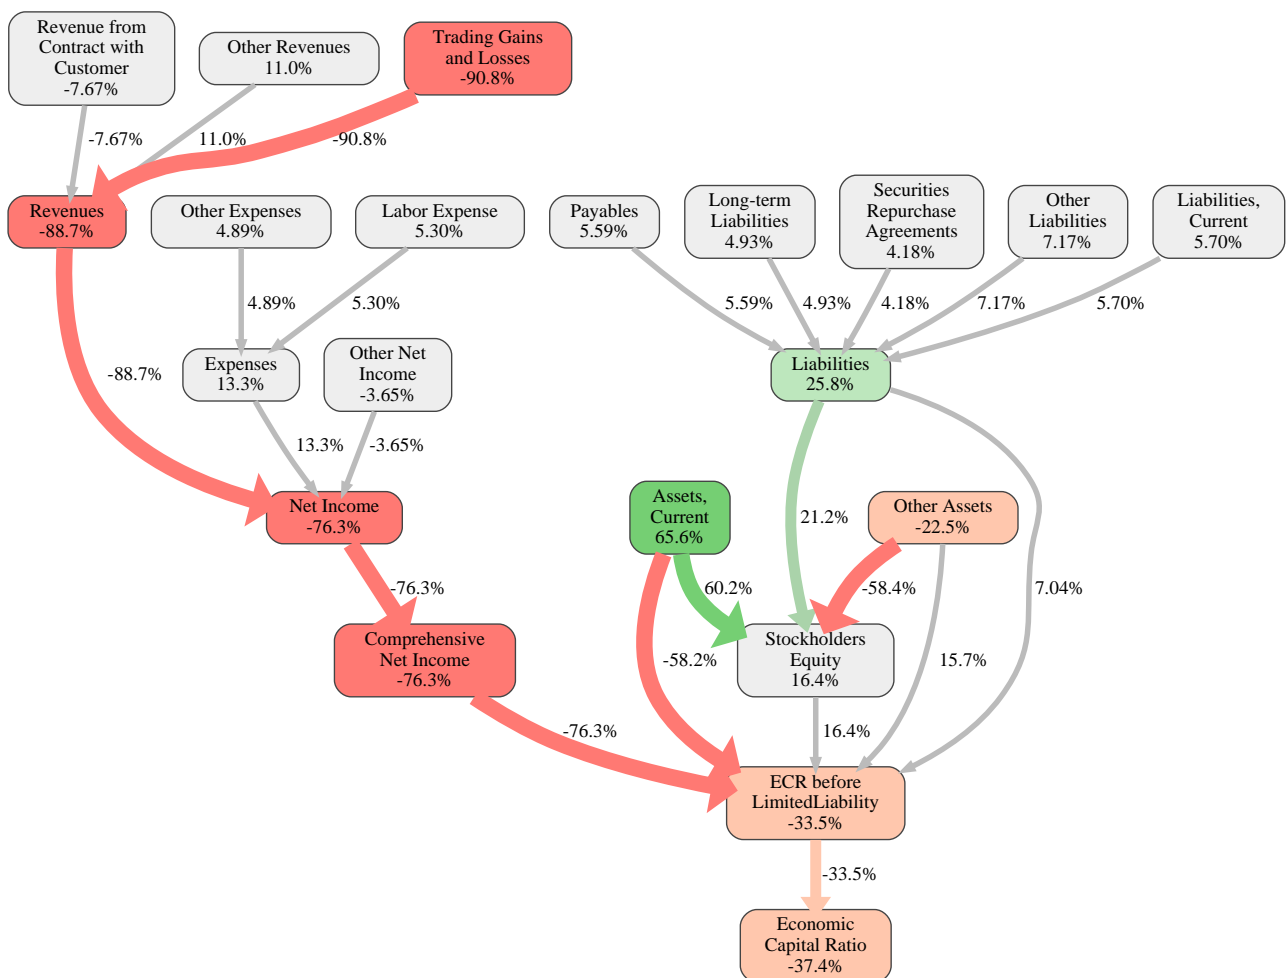 Revenue from
Contract with
Customer
-7.67%
Other Revenues
11.0%
Trading Gains
and Losses
-90.8%
-7.67%
11.0%
-90.8%
Revenues
-88.7%
Other Expenses
4.89%
Labor Expense
5.30%
Payables
5.59%
Long-term
Liabilities
4.93%
Securities
Repurchase
Agreements
4.18%
Other
Liabilities
7.17%
Liabilities,
Current
5.70%
4.89%
5.30%
5.59%
4.93%
4.18%
7.17%
5.70%
-88.7%
Expenses
13.3%
Other Net
Income
-3.65%
Liabilities
25.8%
13.3%
-3.65%
Net Income
-76.3%
Assets,
Current
65.6%
21.2%
Other Assets
-22.5%
-76.3%
60.2%
-58.4%
7.04%
Comprehensive
Net Income
-76.3%
-58.2%
Stockholders
Equity
16.4%
15.7%
-76.3%
16.4%
ECR before
LimitedLiability
-33.5%
-33.5%
Economic
Capital Ratio
-37.4%